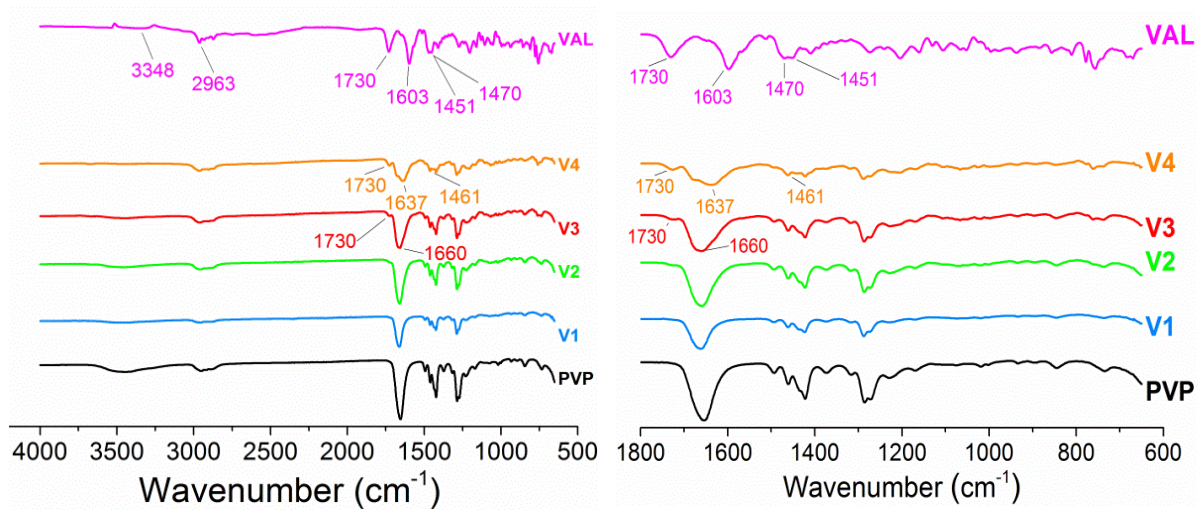 VAL
3348
2963
1730
1603
1451
1470
V4
1730
1637
1461
V3
1730
1660
V2
V1
PVP
4000 3500 3000 2500 2000 1500 1000 500
Wavenumber (cm-1)
VAL
1730
1603
1470
1451
V4
1730
1637
1461
V3
1730
1660
V2
V1
PVP
1800 1600 1400 1200 1000 800 600
Wavenumber (cm-1)